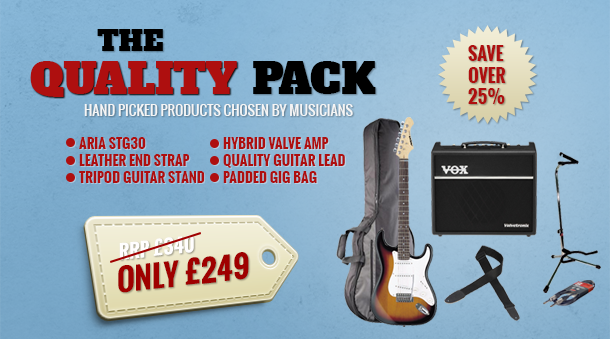 THE
QUALITY PACK
HAND PICKED PRODUCTS CHOSEN BY MUSICIANS
SAVE
OVER
25%
ARIA STG30
LEATHER END STRAP
TRIPOD GUITAR STAND
HYBRID VALVE AMP
QUALITY GUITAR LEAD
PADDED GIG BAG
RRP £340
ONLY £249
VOX